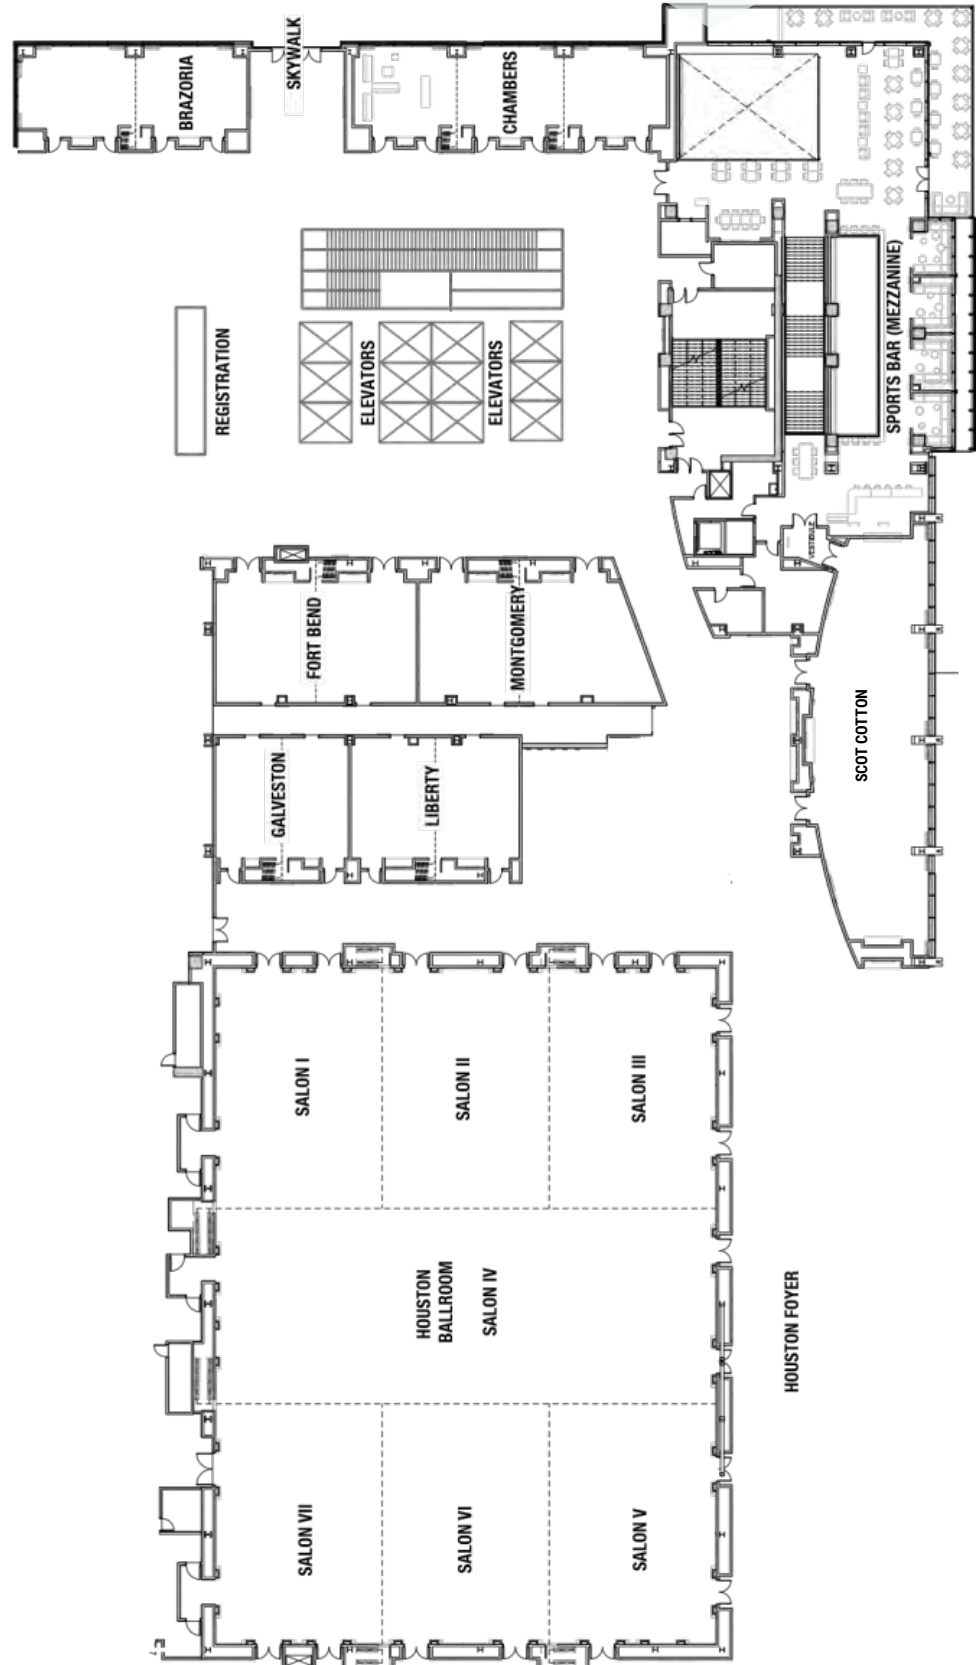 BRAZORIA
SKYWALK
CHAMBERS
REGISTRATION
ELEVATORS
ELEVATORS
SPORTS BAR (MEZZANINE)
VESTIBULE
FORT BEND
MONTGOMERY
GALVESTON
LIBERTY
SCOT COTTON
SALON I
SALON II
SALON III
HOUSTON
BALLROOM
SALON IV
HOUSTON FOYER
SALON VII
SALON VI
SALON V